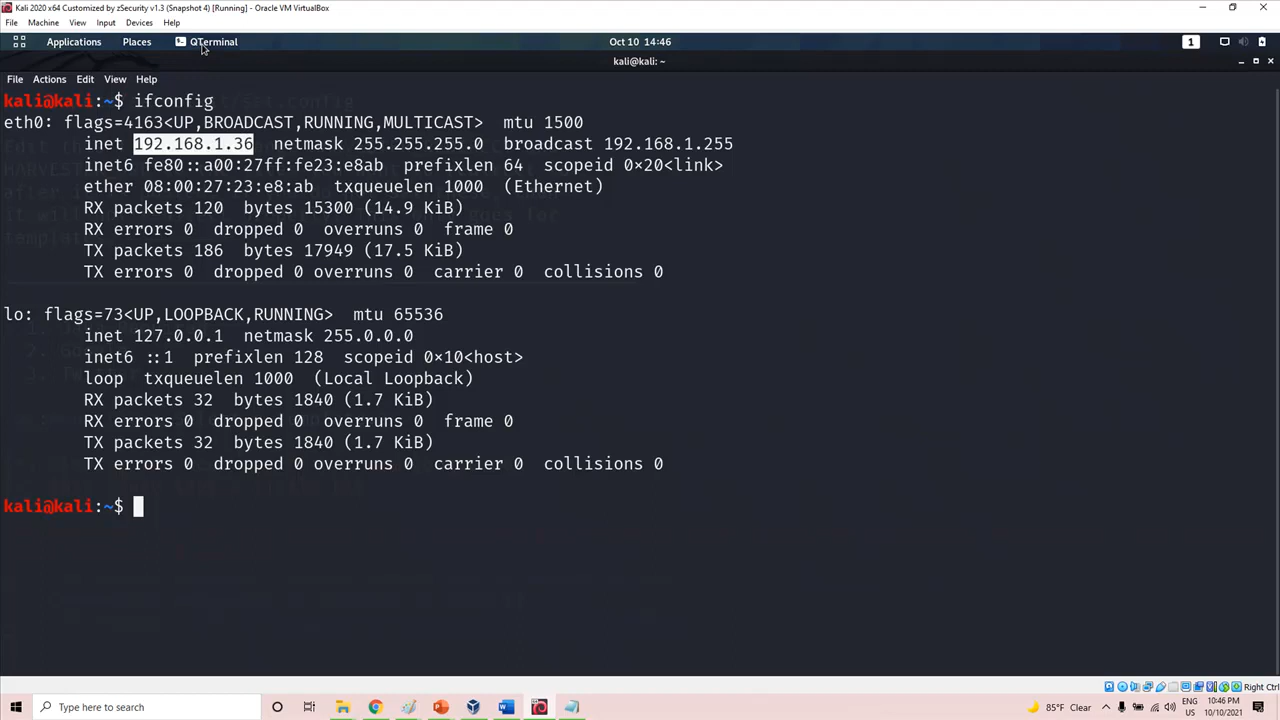 Kali 2020 x64 Customized by zSecurity v1.3 (Snapshot 4) [Running] - Oracle VM VirtualBox
File Machine View Input Devices Help
Applications Places QTerminal Oct 10 14:46 1
kali@kali: ~
File Actions Edit View Help
kali@kali:~$ ifconfig
eth0: flags=4163<UP,BROADCAST,RUNNING,MULTICAST> mtu 1500
inet 192.168.1.36 netmask 255.255.255.0 broadcast 192.168.1.255
inet6 fe80::a00:27ff:fe23:e8ab prefixlen 64 scopeid 0×20<link>
ether 08:00:27:23:e8:ab txqueuelen 1000 (Ethernet)
RX packets 120 bytes 15300 (14.9 KiB)
RX errors 0 dropped 0 overruns 0 frame 0
TX packets 186 bytes 17949 (17.5 KiB)
TX errors 0 dropped 0 overruns 0 carrier 0 collisions 0
lo: flags=73<UP,LOOPBACK,RUNNING> mtu 65536
inet 127.0.0.1 netmask 255.0.0.0
inet6 ::1 prefixlen 128 scopeid 0×10<host>
loop txqueuelen 1000 (Local Loopback)
RX packets 32 bytes 1840 (1.7 KiB)
RX errors 0 dropped 0 overruns 0 frame 0
TX packets 32 bytes 1840 (1.7 KiB)
TX errors 0 dropped 0 overruns 0 carrier 0 collisions 0
kali@kali:~$
Right Ctrl
Type here to search
85°F Clear
ENG
US
10:46 PM
10/10/2021